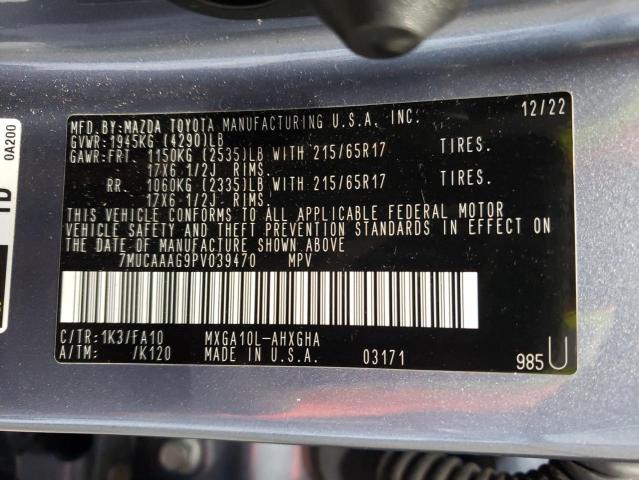 MFD.BY:MAZDA TOYOTA MANUFACTURING U.S.A. INC. 12/22
GVWR:1945KG (4290)LB
GAWR:FRT. 1150KG (2535)LB WITH 215/65R17 TIRES.
17X6 1/2J RIMS.
RR. 1060KG (2335)LB WITH 215/65R17 TIRES.
17X6 1/2J RIMS.
THIS VEHICLE CONFORMS TO ALL APPLICABLE FEDERAL MOTOR
VEHICLE SAFETY AND THEFT PREVENTION STANDARDS IN EFFECT ON
THE DATE OF MANUFACTURE SHOWN ABOVE.
7MUCAAAG9PV039470 MPV
C/TR:1K3/FA10 MXGA10L-AHXGHA
A/TM: /K120 MADE IN U.S.A. 03171 985U
0A200